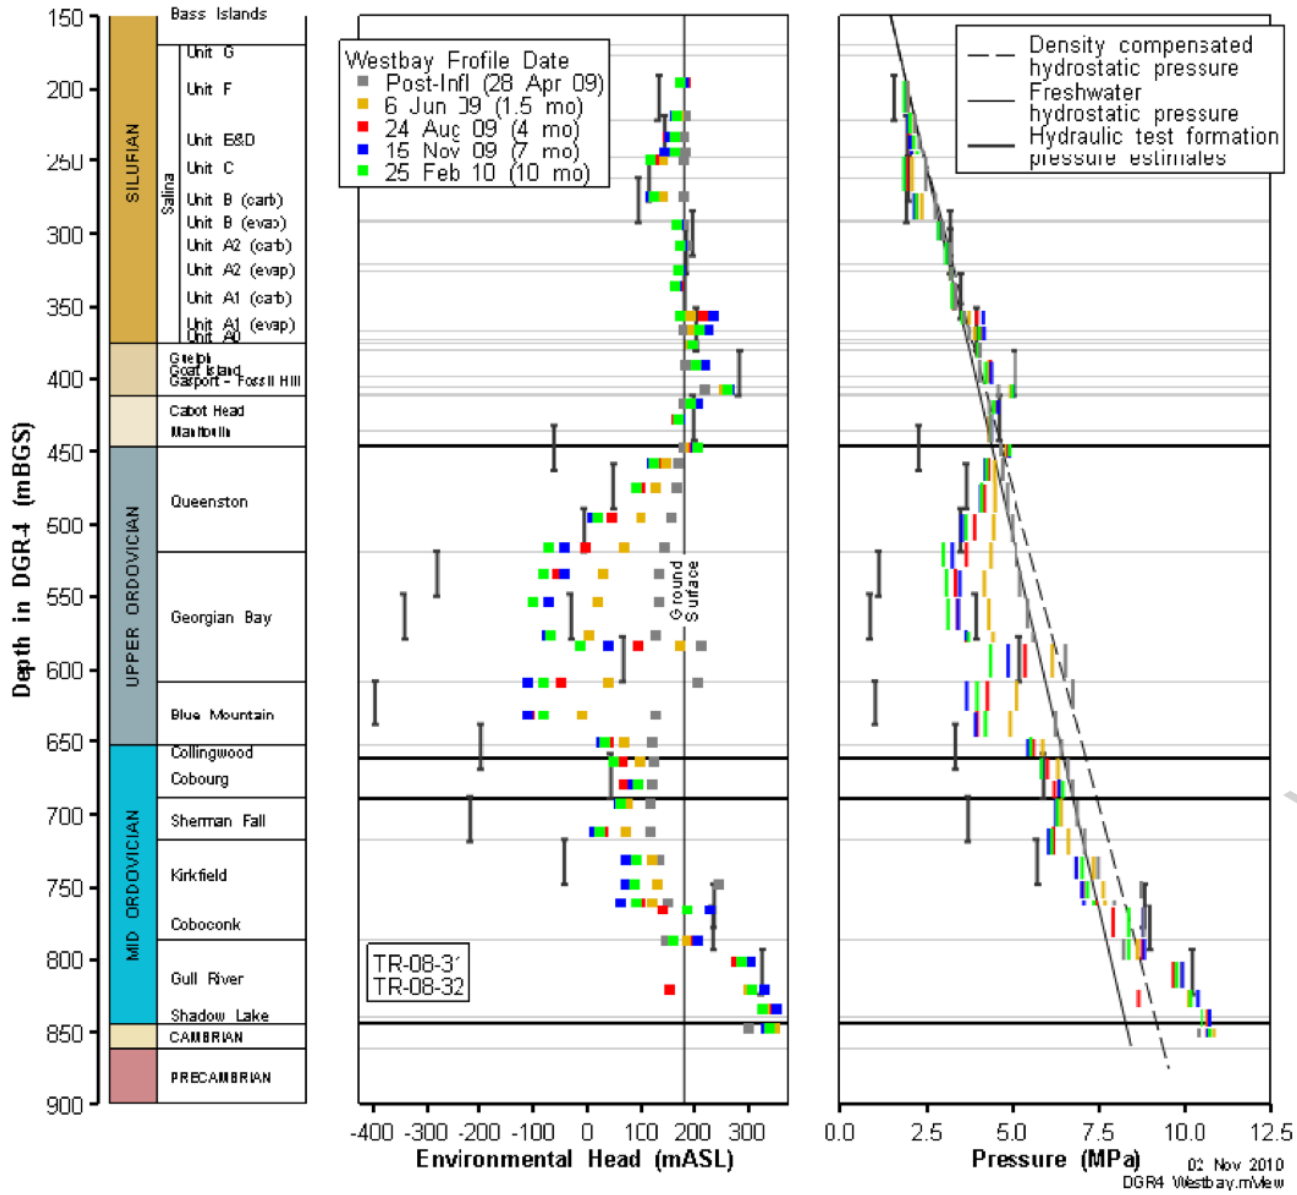 Depth in DGR-4 (mBGS)
150
200
250
300
350
400
450
500
550
600
650
700
750
800
850
900
SILURIAN
UPPER ORDOVICIAN
MID ORDOVICIAN
Salina
Bass Islands
Unit G
Unit F
Unit E&D
Unit C
Unit B (carb)
Unit B (evap)
Unit A2 (carb)
Unit A2 (evap)
Unit A1 (carb)
Unit A1 (evap)
Unit A0
Guelph
Goat Island
Gasport - Fossil Hill
Cabot Head
Manitoulin
Queenston
Georgian Bay
Blue Mountain
Collingwood
Cobourg
Sherman Fall
Kirkfield
Coboconk
Gull River
Shadow Lake
CAMBRIAN
PRECAMBRIAN
Westbay Profile Date
Post-Infl (28 Apr 09)
6 Jun 09 (1.5 mo)
24 Aug 09 (4 mo)
15 Nov 09 (7 mo)
25 Feb 10 (10 mo)
Ground
Surface
TR-08-31
TR-08-32
-400 -300 -200 -100 0 100 200 300
Environmental Head (mASL)
Density compensated
hydrostatic pressure
Freshwater
hydrostatic pressure
Hydraulic test formation
pressure estimates
0.0 2.5 5.0 7.5 10.0 12.5
Pressure (MPa)
02 Nov 2010
DGR4 Westbay.mView